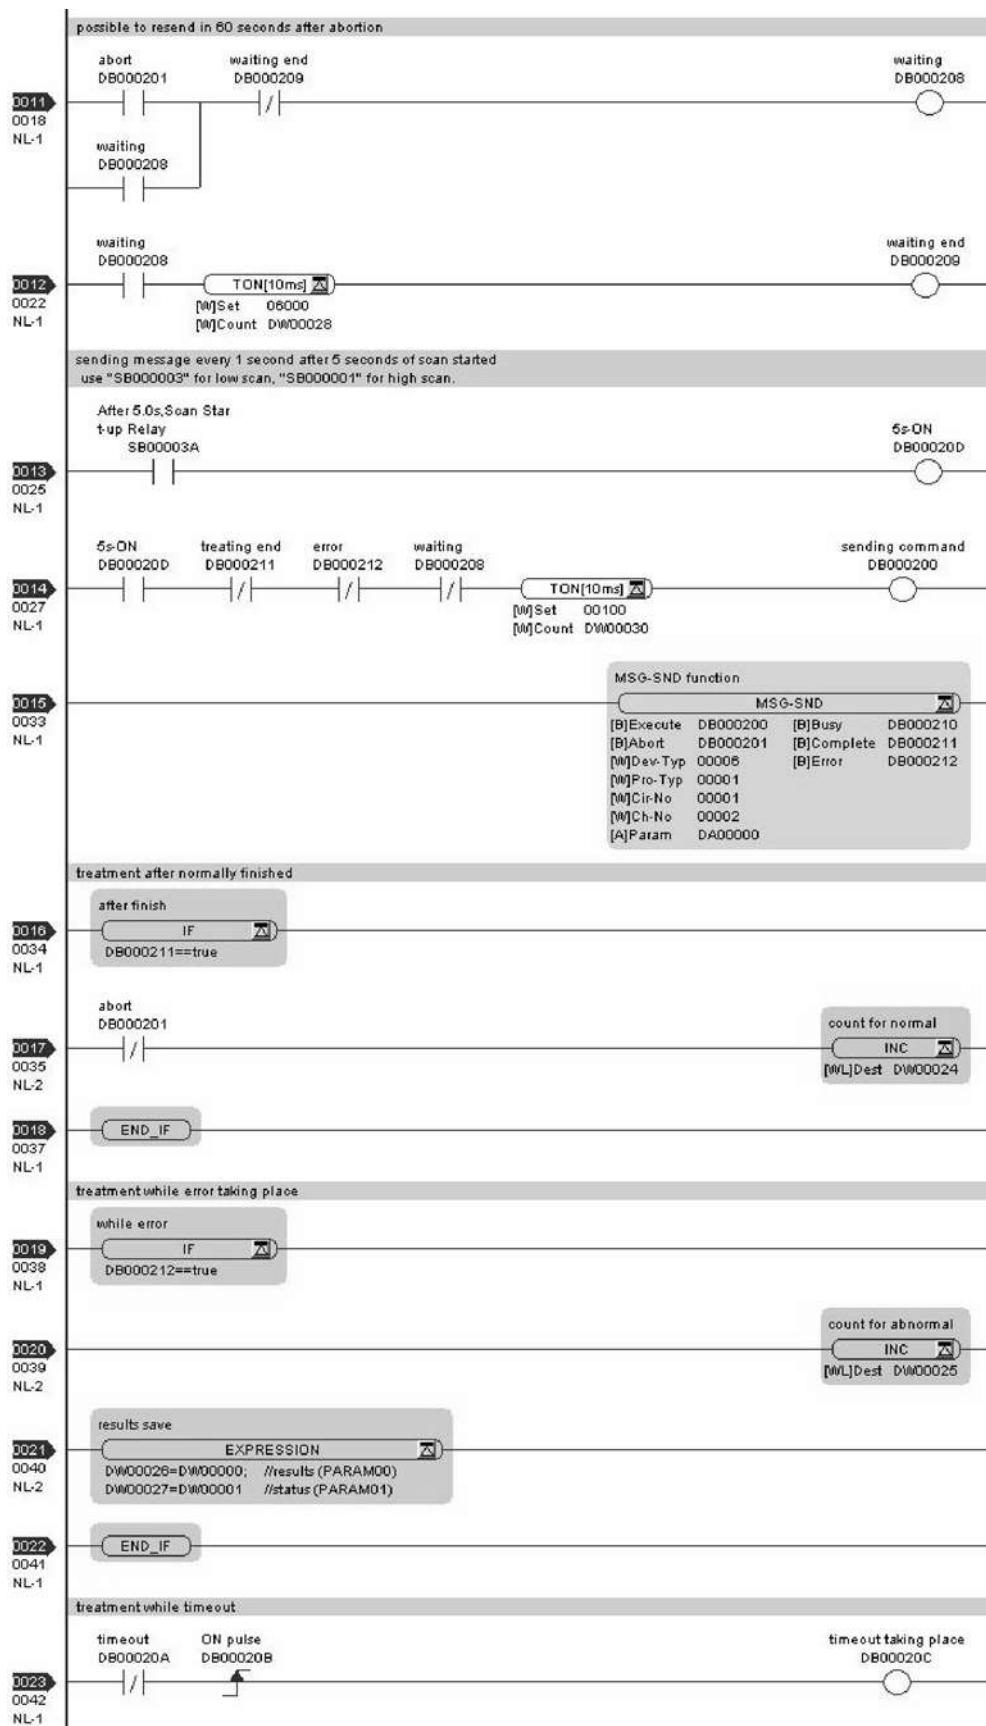 possible to resend in 60 seconds after abortion
abort waiting end waiting
DB000201 DB000209 DB000208
0011
0018
NL-1
waiting
DB000208
waiting waiting end
DB000208 DB000209
0012 TON[10ms]
0022 [W]Set 06000
NL-1 [W]Count DW00028
sending message every 1 second after 5 seconds of scan started
use "SB000003" for low scan, "SB000001" for high scan.
After 5.0s,Scan Star
t-up Relay 5s-ON
SB00003A DB00020D
0013
0025
NL-1
5s-ON treating end error waiting sending command
DB00020D DB000211 DB000212 DB000208 DB000200
0014 TON[10ms]
0027 [W]Set 00100
NL-1 [W]Count DW00030
MSG-SND function
0015 MSG-SND
0033 [B]Execute DB000200 [B]Busy DB000210
NL-1 [B]Abort DB000201 [B]Complete DB000211
[W]Dev-Typ 00006 [B]Error DB000212
[W]Pro-Typ 00001
[W]Cir-No 00001
[W]Ch-No 00002
[A]Param DA00000
treatment after normally finished
after finish
0016 IF
0034 DB000211==true
NL-1
abort
DB000201 count for normal
0017 INC
0035 [WL]Dest DW00024
NL-2
0018 END_IF
0037
NL-1
treatment while error taking place
while error
0019 IF
0038 DB000212==true
NL-1
count for abnormal
0020 INC
0039 [WL]Dest DW00025
NL-2
results save
0021 EXPRESSION
0040 DW00026=DW00000; //results (PARAM00)
NL-2 DW00027=DW00001 //status (PARAM01)
0022 END_IF
0041
NL-1
treatment while timeout
timeout ON pulse timeout taking place
DB00020A DB00020B DB00020C
0023
0042
NL-1